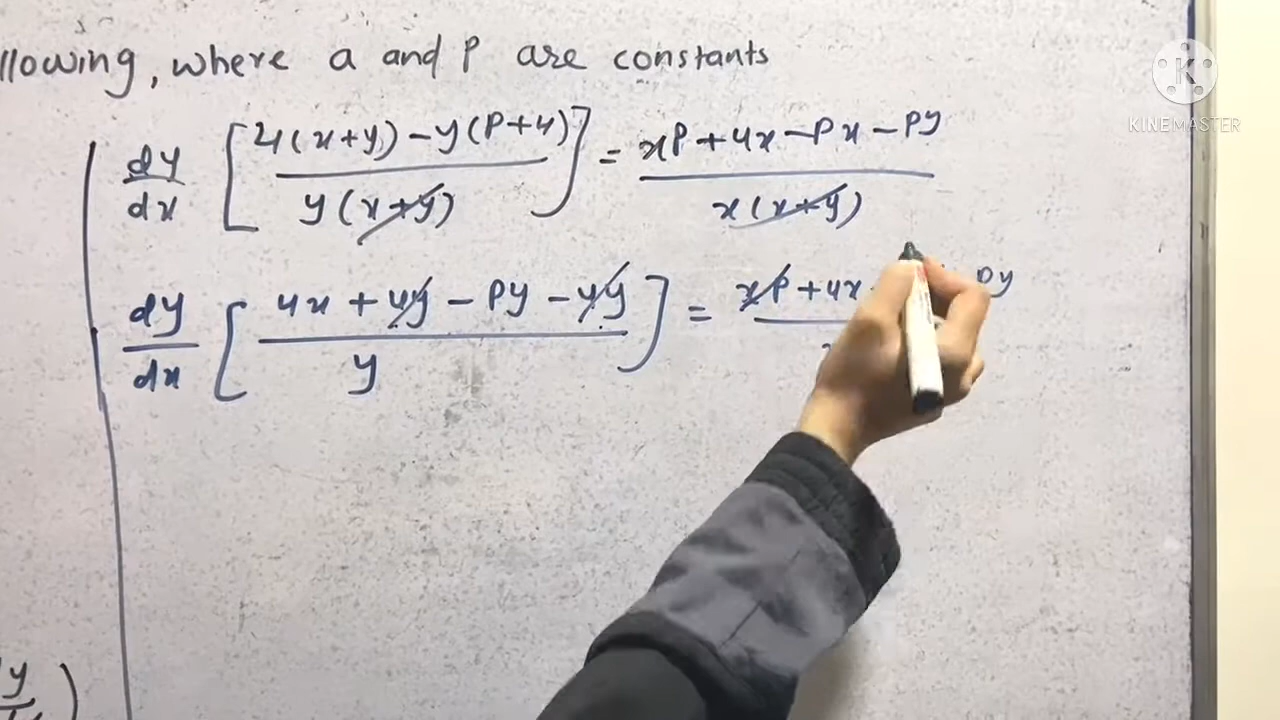 llowing, where a and P are constants
KINEMASTER
dy/dx [4(x+y) - y(P+4) / y(x+y)] = xP+4x-Px-Py / x(x+y)
dy/dx [4x + 4y - Py - 4y / y] = xP+4x Py
y